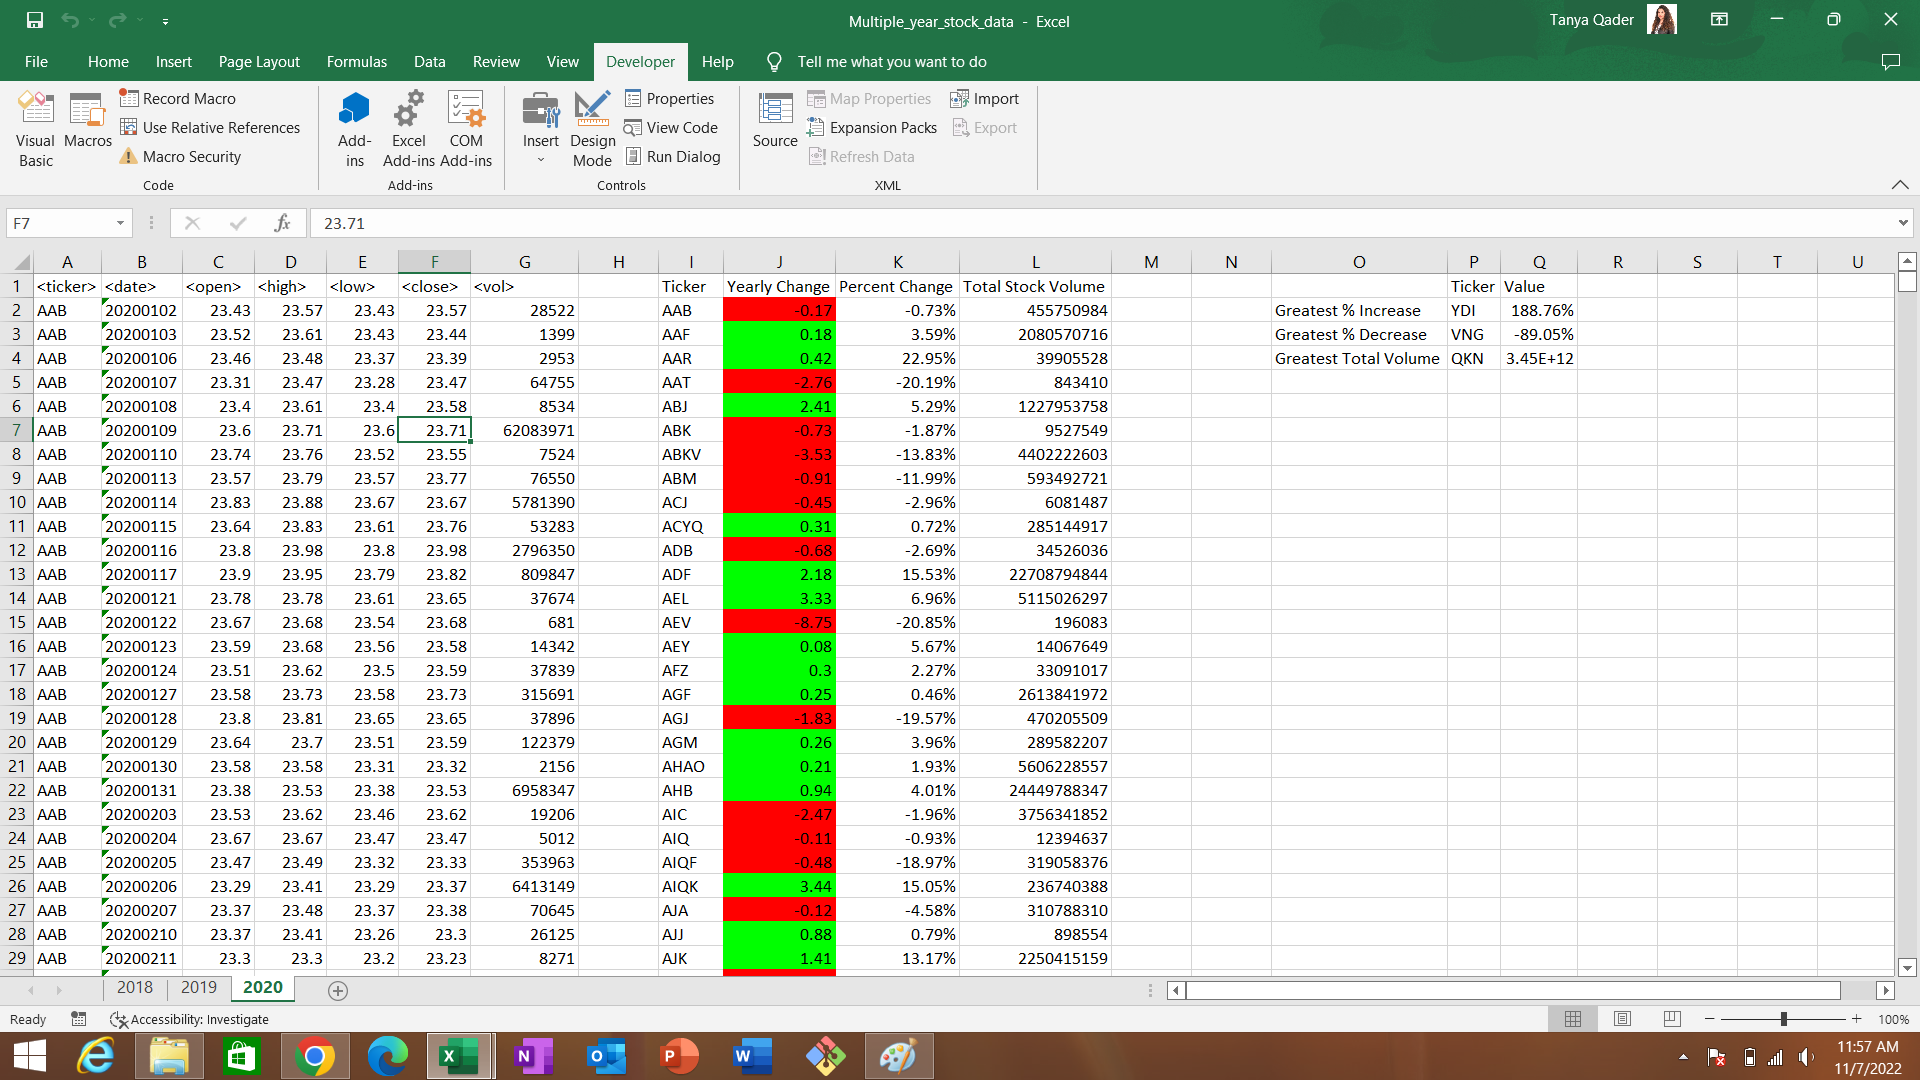 Multiple_year_stock_data - Excel
Tanya Qader
File Home Insert Page Layout Formulas Data Review View Developer Help Tell me what you want to do
Visual Basic
Macros
Record Macro
Use Relative References
Macro Security
Code
Add-ins
Excel Add-ins
COM Add-ins
Add-ins
Insert
Design Mode
Properties
View Code
Run Dialog
Controls
Source
Map Properties
Expansion Packs
Refresh Data
Import
Export
XML
F7 fx 23.71
A B C D E F G H I J K L M N O P Q R S T U
1 <ticker> <date> <open> <high> <low> <close> <vol> Ticker Yearly Change Percent Change Total Stock Volume Ticker Value
2 AAB 20200102 23.43 23.57 23.43 23.57 28522 AAB -0.17 -0.73% 455750984 Greatest % Increase YDI 188.76%
3 AAB 20200103 23.52 23.61 23.43 23.44 1399 AAF 0.18 3.59% 2080570716 Greatest % Decrease VNG -89.05%
4 AAB 20200106 23.46 23.48 23.37 23.39 2953 AAR 0.42 22.95% 39905528 Greatest Total Volume QKN 3.45E+12
5 AAB 20200107 23.31 23.47 23.28 23.47 64755 AAT -2.76 -20.19% 843410
6 AAB 20200108 23.4 23.61 23.4 23.58 8534 ABJ 2.41 5.29% 1227953758
7 AAB 20200109 23.6 23.71 23.6 23.71 62083971 ABK -0.73 -1.87% 9527549
8 AAB 20200110 23.74 23.76 23.52 23.55 7524 ABKV -3.53 -13.83% 4402222603
9 AAB 20200113 23.57 23.79 23.57 23.77 76550 ABM -0.91 -11.99% 593492721
10 AAB 20200114 23.83 23.88 23.67 23.67 5781390 ACJ -0.45 -2.96% 6081487
11 AAB 20200115 23.64 23.83 23.61 23.76 53283 ACYQ 0.31 0.72% 285144917
12 AAB 20200116 23.8 23.98 23.8 23.98 2796350 ADB -0.68 -2.69% 34526036
13 AAB 20200117 23.9 23.95 23.79 23.82 809847 ADF 2.18 15.53% 22708794844
14 AAB 20200121 23.78 23.78 23.61 23.65 37674 AEL 3.33 6.96% 5115026297
15 AAB 20200122 23.67 23.68 23.54 23.68 681 AEV -8.75 -20.85% 196083
16 AAB 20200123 23.59 23.68 23.56 23.58 14342 AEY 0.08 5.67% 14067649
17 AAB 20200124 23.51 23.62 23.5 23.59 37839 AFZ 0.3 2.27% 33091017
18 AAB 20200127 23.58 23.73 23.58 23.73 315691 AGF 0.25 0.46% 2613841972
19 AAB 20200128 23.8 23.81 23.65 23.65 37896 AGJ -1.83 -19.57% 470205509
20 AAB 20200129 23.64 23.7 23.51 23.59 122379 AGM 0.26 3.96% 289582207
21 AAB 20200130 23.58 23.58 23.31 23.32 2156 AHAO 0.21 1.93% 5606228557
22 AAB 20200131 23.38 23.53 23.38 23.53 6958347 AHB 0.94 4.01% 24449788347
23 AAB 20200203 23.53 23.62 23.46 23.62 19206 AIC -2.47 -1.96% 3756341852
24 AAB 20200204 23.67 23.67 23.47 23.47 5012 AIQ -0.11 -0.93% 12394637
25 AAB 20200205 23.47 23.49 23.32 23.33 353963 AIQF -0.48 -18.97% 319058376
26 AAB 20200206 23.29 23.41 23.29 23.37 6413149 AIQK 3.44 15.05% 236740388
27 AAB 20200207 23.37 23.48 23.37 23.38 70645 AJA -0.12 -4.58% 310788310
28 AAB 20200210 23.37 23.41 23.26 23.3 26125 AJJ 0.88 0.79% 898554
29 AAB 20200211 23.3 23.3 23.2 23.23 8271 AJK 1.41 13.17% 2250415159
2018 2019 2020
Ready Accessibility: Investigate 100%
11:57 AM
11/7/2022